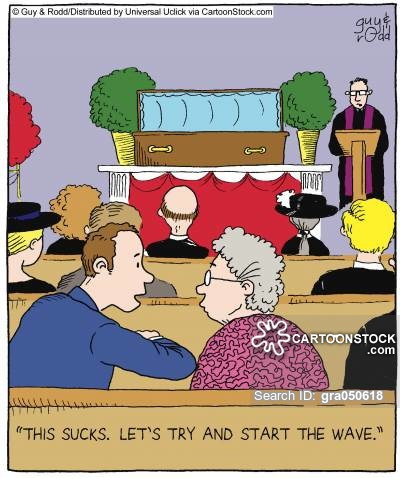 © Guy & Rodd/Distributed by Universal Uclick via CartoonStock.com
guy &
rodd
CARTOONSTOCK
.com
Search ID: gra050618
"THIS SUCKS. LET'S TRY AND START THE WAVE."